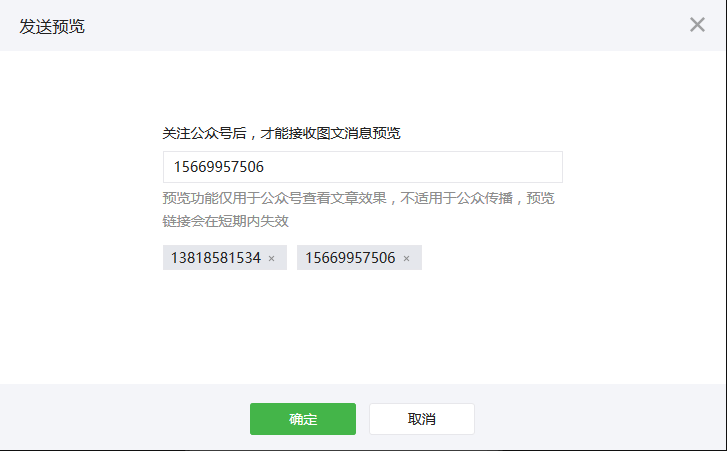 发送预览
关注公众号后，才能接收图文消息预览
15669957506
预览功能仅用于公众号查看文章效果，不适用于公众传播，预览
链接会在短期内失效
13818581534 × 15669957506 ×
确定 取消